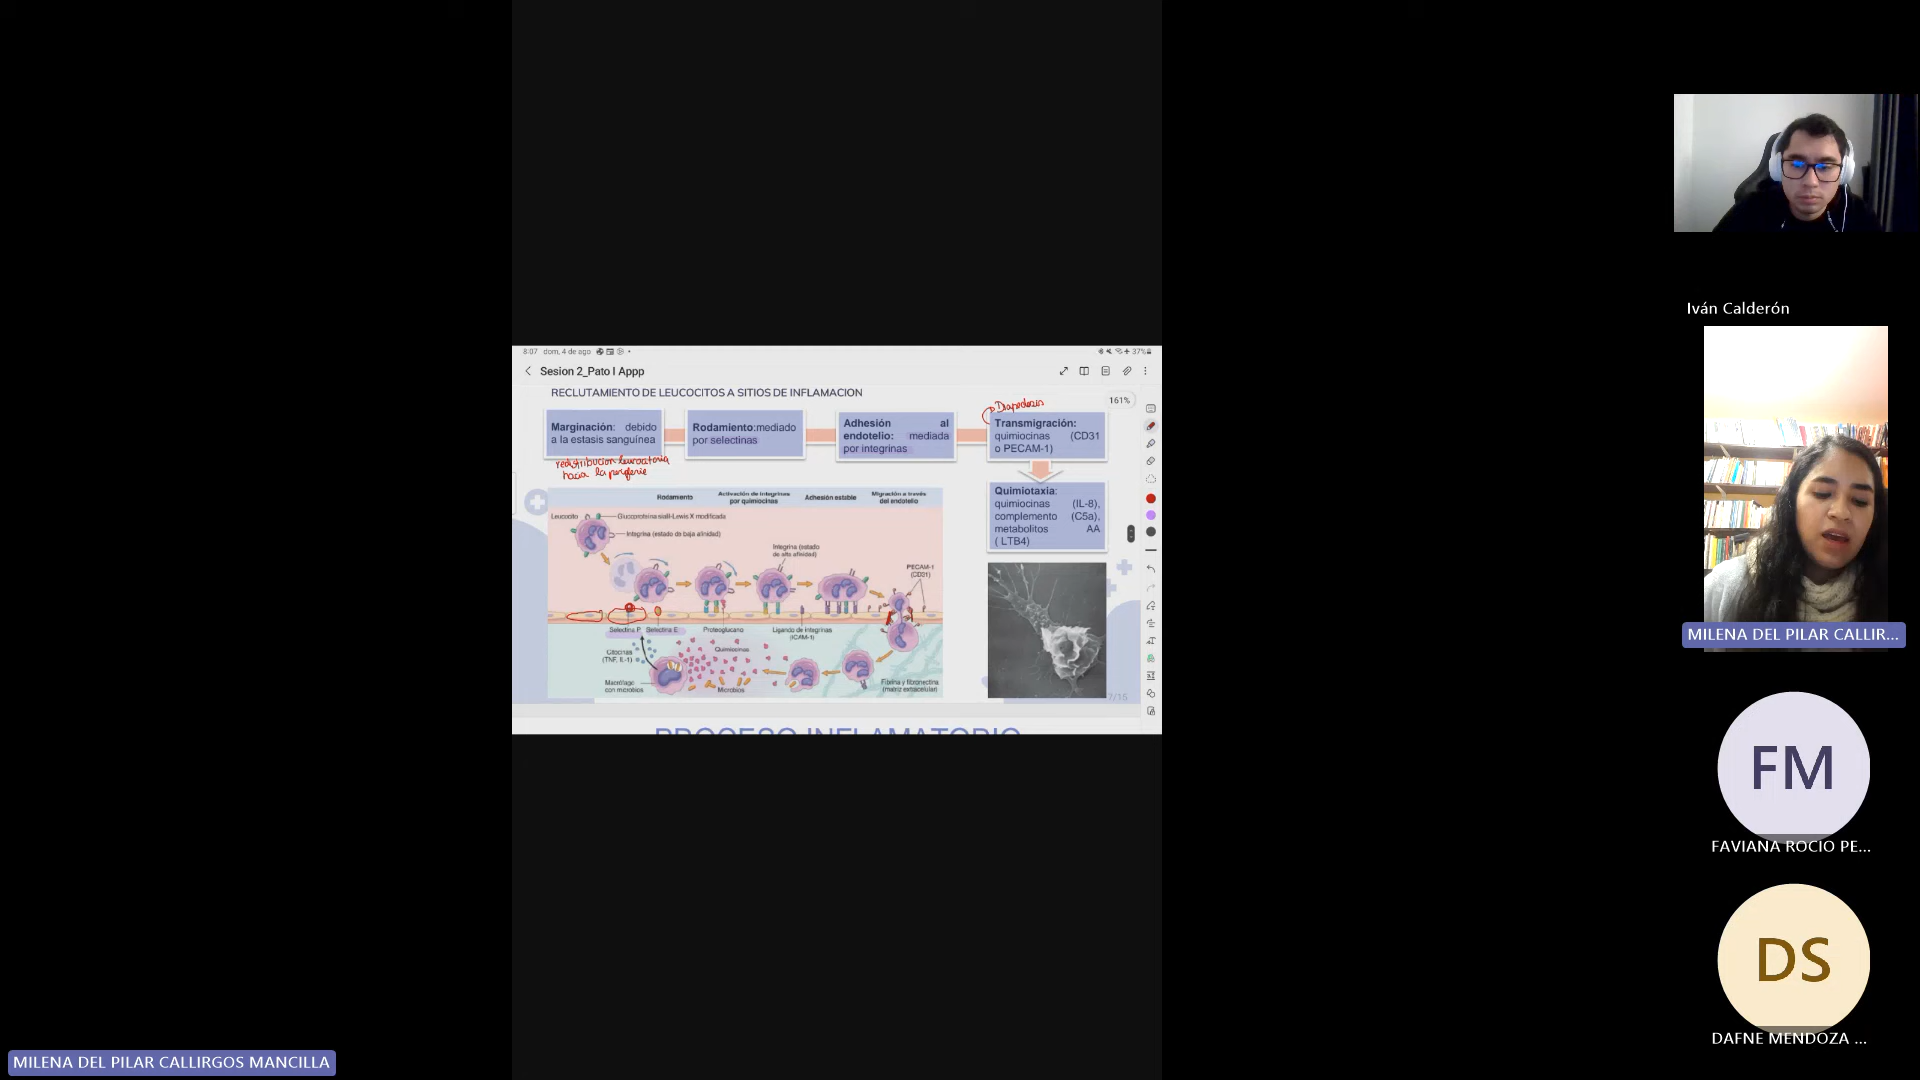 8:07 dom, 4 de ago
37%
Sesion 2_Pato I Appp
RECLUTAMIENTO DE LEUCOCITOS A SITIOS DE INFLAMACION
161%
Marginación: debido
a la estasis sanguínea
redistribución leucocitaria
hacia la periferie
Rodamiento:mediado
por selectinas
Adhesión al
endotelio: mediada
por integrinas
Diapedesis
Transmigración:
quimiocinas (CD31
o PECAM-1)
Quimiotaxia:
quimiocinas (IL-8),
complemento (C5a),
metabolitos AA
( LTB4)
Rodamiento
Activación de integrinas
por quimiocinas
Adhesión estable
Migración a través
del endotelio
Leucocito
Glucoproteína sialil-Lewis X modificada
Integrina (estado de baja afinidad)
Integrina (estado
de alta afinidad)
PECAM-1
(CD31)
Selectina P
Selectina E
Proteoglucano
Ligando de integrinas
(ICAM-1)
Citocinas
(TNF, IL-1)
Quimiocinas
Macrófago
con microbios
Microbios
Fibrina y fibronectina
(matriz extracelular)
7/15
PROCESO INFLAMATORIO
Iván Calderón
MILENA DEL PILAR CALLIR...
FM
FAVIANA ROCIO PE...
DS
DAFNE MENDOZA ...
MILENA DEL PILAR CALLIRGOS MANCILLA